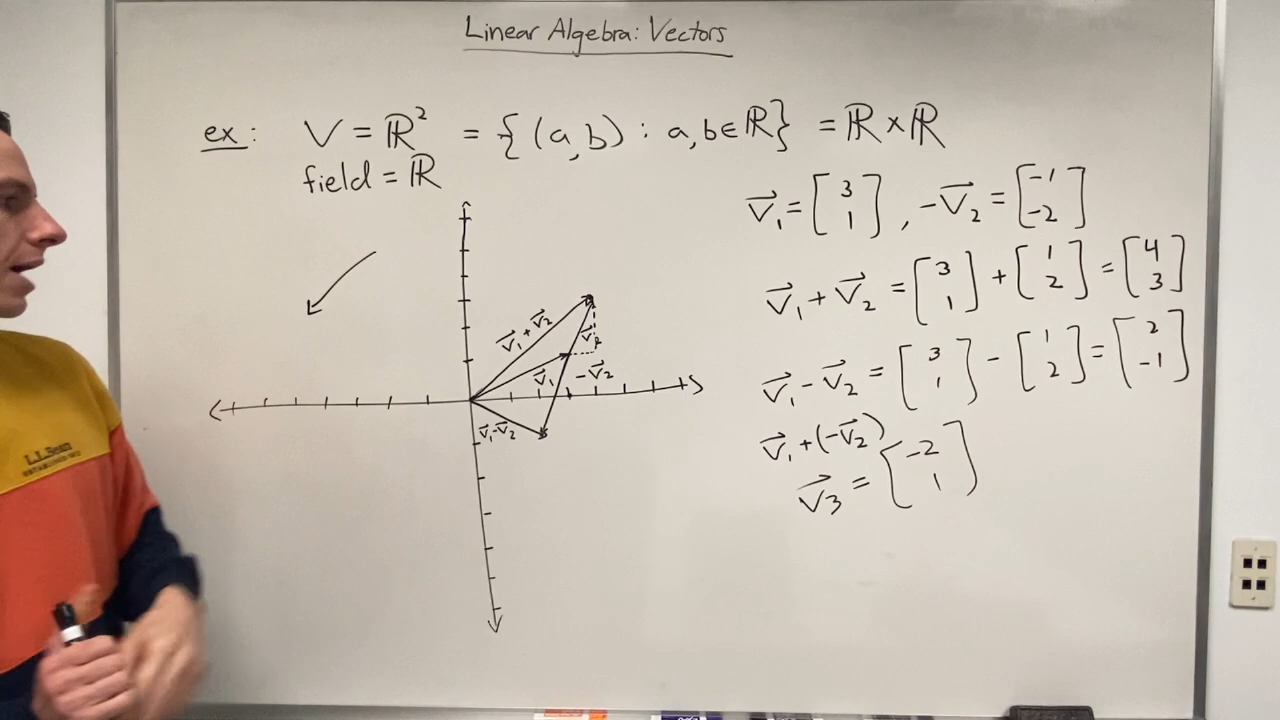 Linear Algebra: Vectors
ex: V = ℝ² = {(a,b) : a,b∈ℝ} = ℝ×ℝ
field = ℝ
v⃗₁ = [3 1], -v⃗₂ = [-1 -2]
v⃗₁ + v⃗₂ = [3 1] + [1 2] = [4 3]
v⃗₁ - v⃗₂ = [3 1] - [1 2] = [2 -1]
v⃗₁ + (-v⃗₂)
v⃗3 = [-2 1]
v⃗₁ + v⃗₂
v⃗₂
v⃗₁
-v⃗₂
v⃗₁-v⃗₂
L.L.Bean